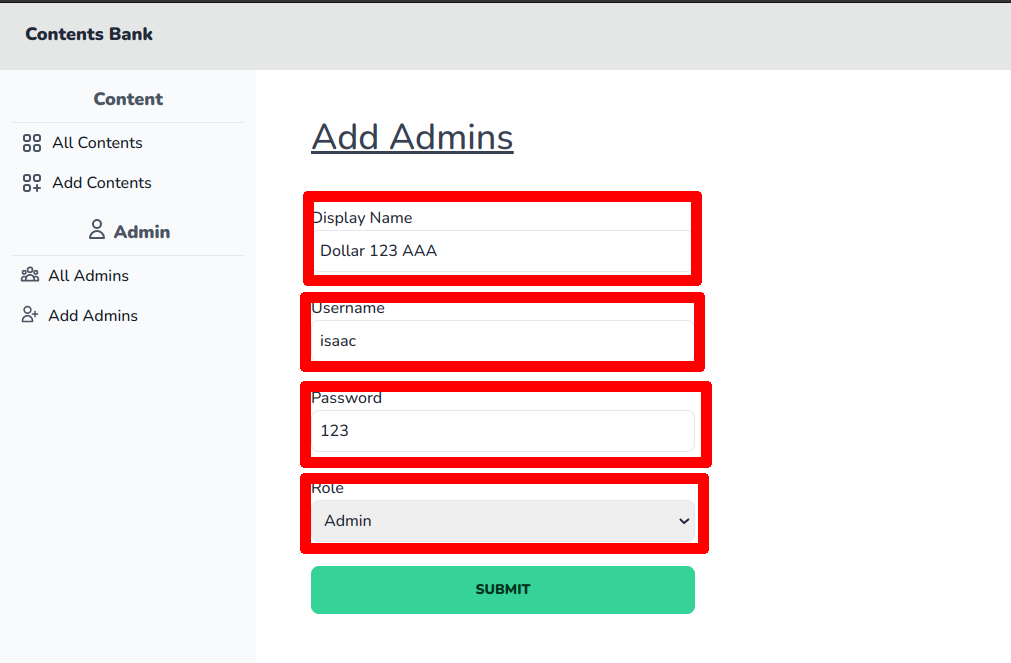 Contents Bank
Content
All Contents
Add Contents
Admin
All Admins
Add Admins
Add Admins
Display Name
Dollar 123 AAA
Username
isaac
Password
123
Role
Admin
SUBMIT